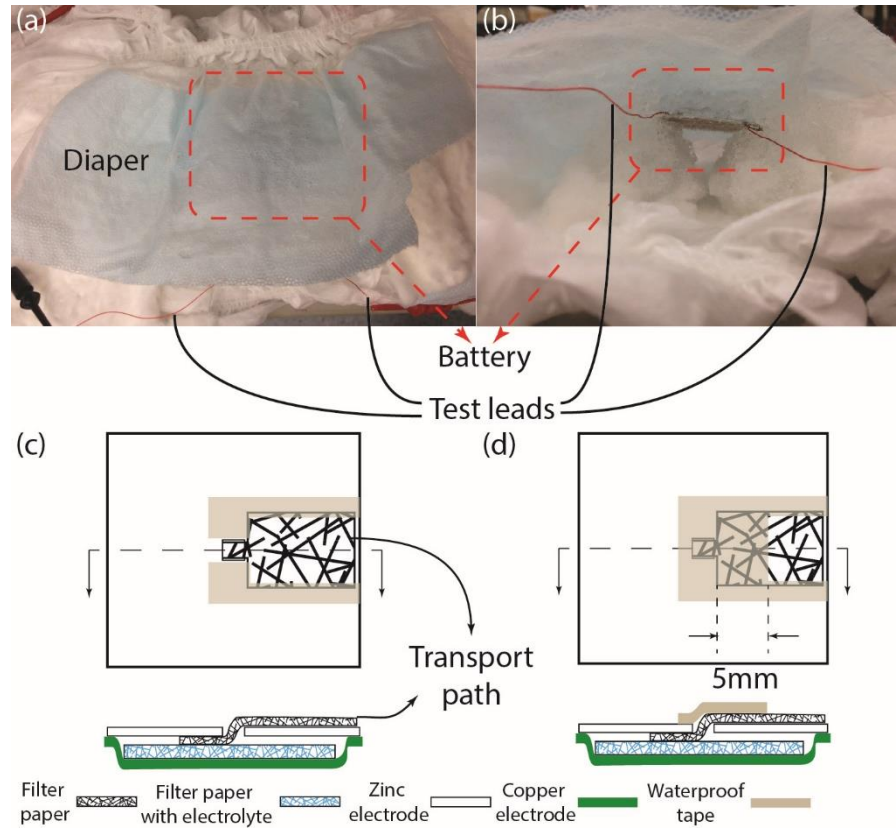 (a)
(b)
Diaper
Battery
Test leads
(c)
(d)
Transport
path
5mm
Filter
paper
Filter paper
with electrolyte
Zinc
electrode
Copper
electrode
Waterproof
tape